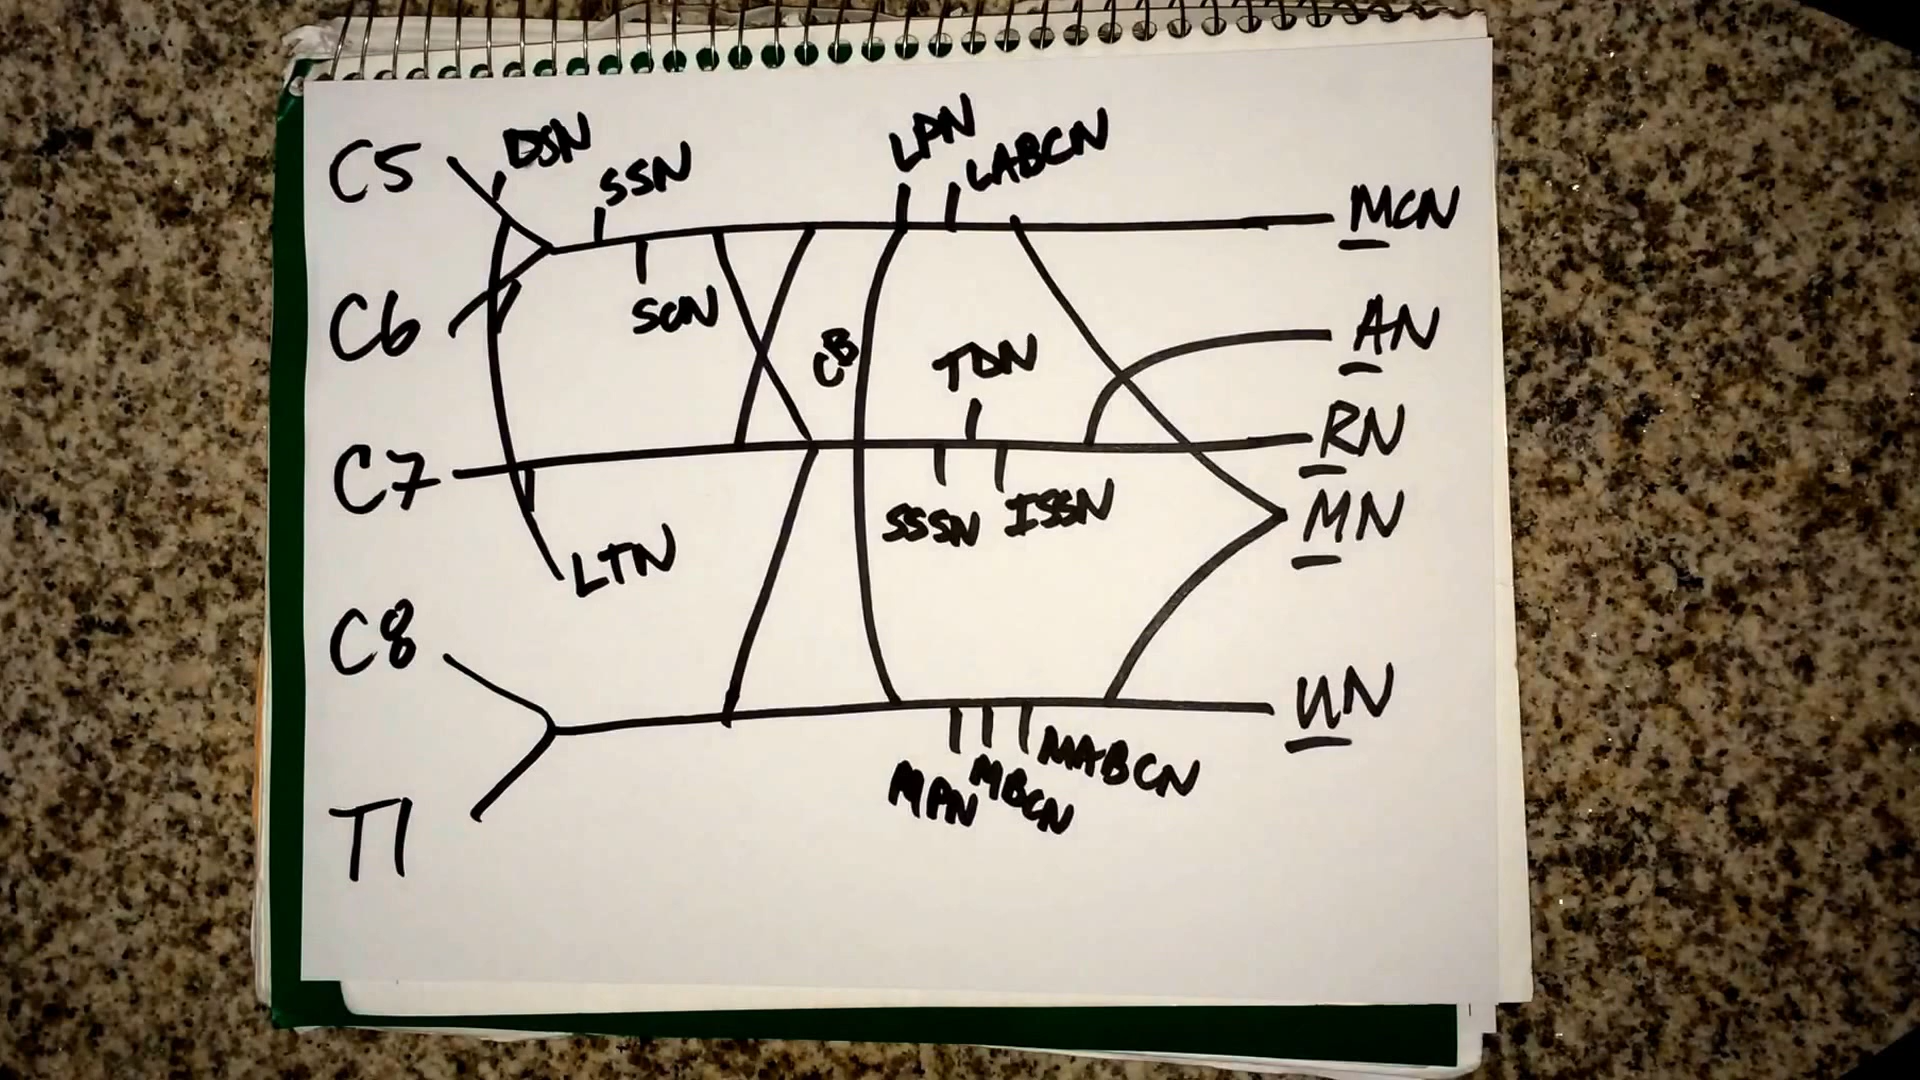 C5
DSN
SSN
LPN
LABCN
MCN
C6
SCN
CB
TDN
AN
C7
RN
SSSN
ISSN
MN
LTN
C8
UN
T1
MPN
MBCN
MABCN